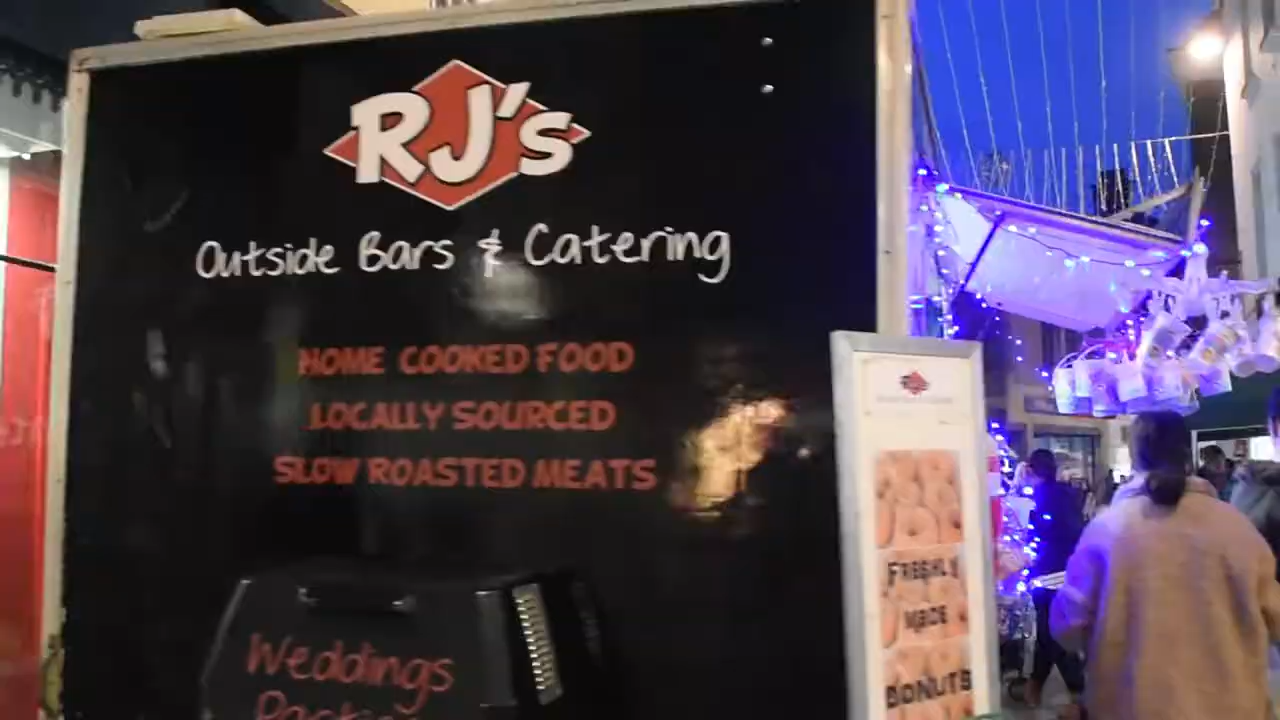 RJ's
Outside Bars & Catering
HOME COOKED FOOD
LOCALLY SOURCED
SLOW ROASTED MEATS
Weddings
FRESHLY
MADE
DONUTS